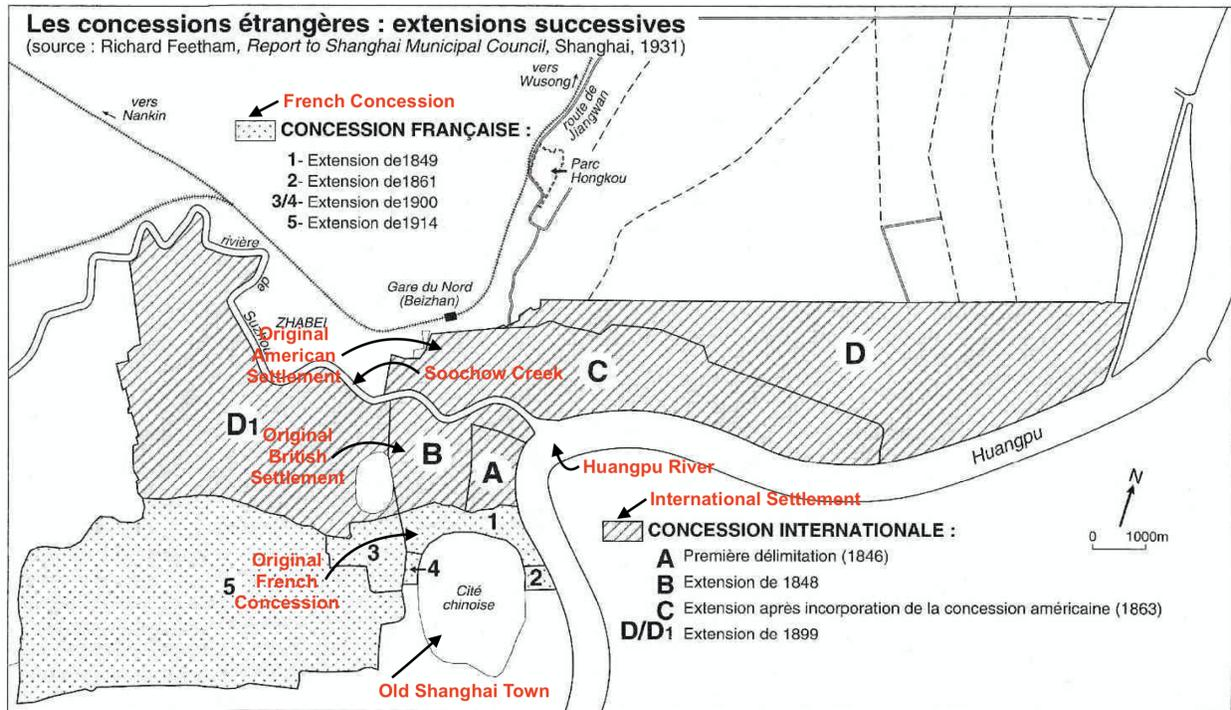 Les concessions étrangères : extensions successives
(source : Richard Feetham, Report to Shanghai Municipal Council, Shanghai, 1931)
vers
Nankin
vers
Wusong
route de
Jiangwan
Parc
Hongkou
French Concession
CONCESSION FRANÇAISE :
1- Extension de1849
2- Extension de1861
3/4- Extension de1900
5- Extension de1914
rivière
de
Suzhou
Gare du Nord
(Beizhan)
ZHABEI
Original
American
Settlement
Soochow Creek
C
D
D1
Original
British
Settlement
B
A
Huangpu River
Huangpu
N
0 1000m
International Settlement
CONCESSION INTERNATIONALE :
A Première délimitation (1846)
B Extension de 1848
C Extension après incorporation de la concession américaine (1863)
D/D1 Extension de 1899
1
3
4
2
5
Original
French
Concession
Cité
chinoise
Old Shanghai Town